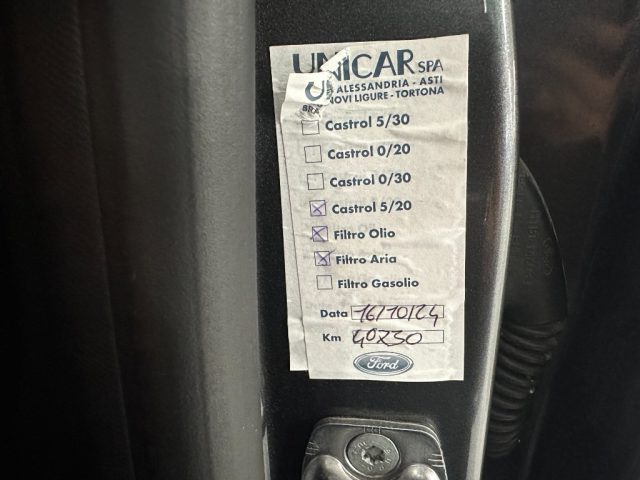 UNICAR SPA
ALESSANDRIA - ASTI
NOVI LIGURE - TORTONA
BRA
Castrol 5/30
Castrol 0/20
Castrol 0/30
Castrol 5/20
Filtro Olio
Filtro Aria
Filtro Gasolio
Data 16/10/24
Km
Ford